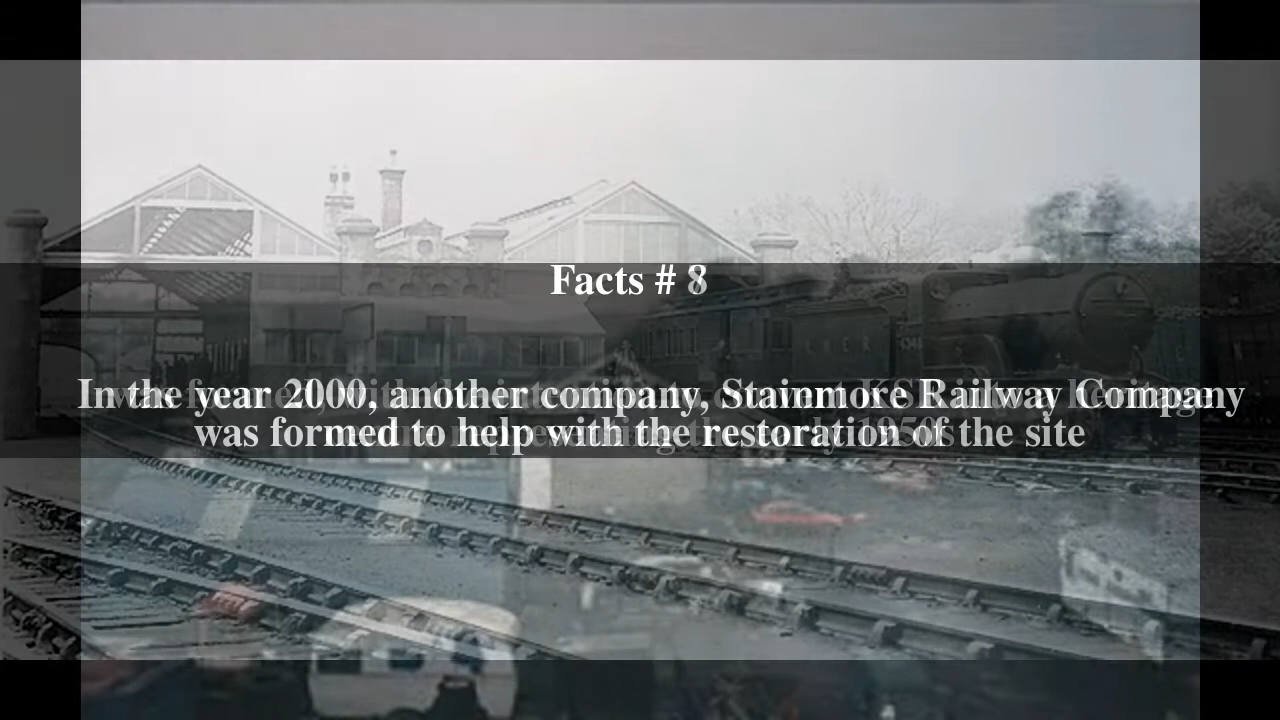 Facts # 8
In the year 2000, another company, Stainmore Railway Company
was formed to help with the restoration of the site